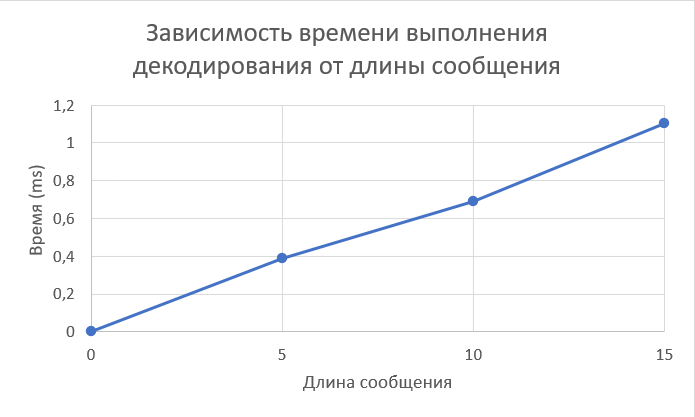 Зависимость времени выполнения
декодирования от длины сообщения
1,2
1
0,8
0,6
0,4
0,2
0
Время (ms)
0 5 10 15
Длина сообщения